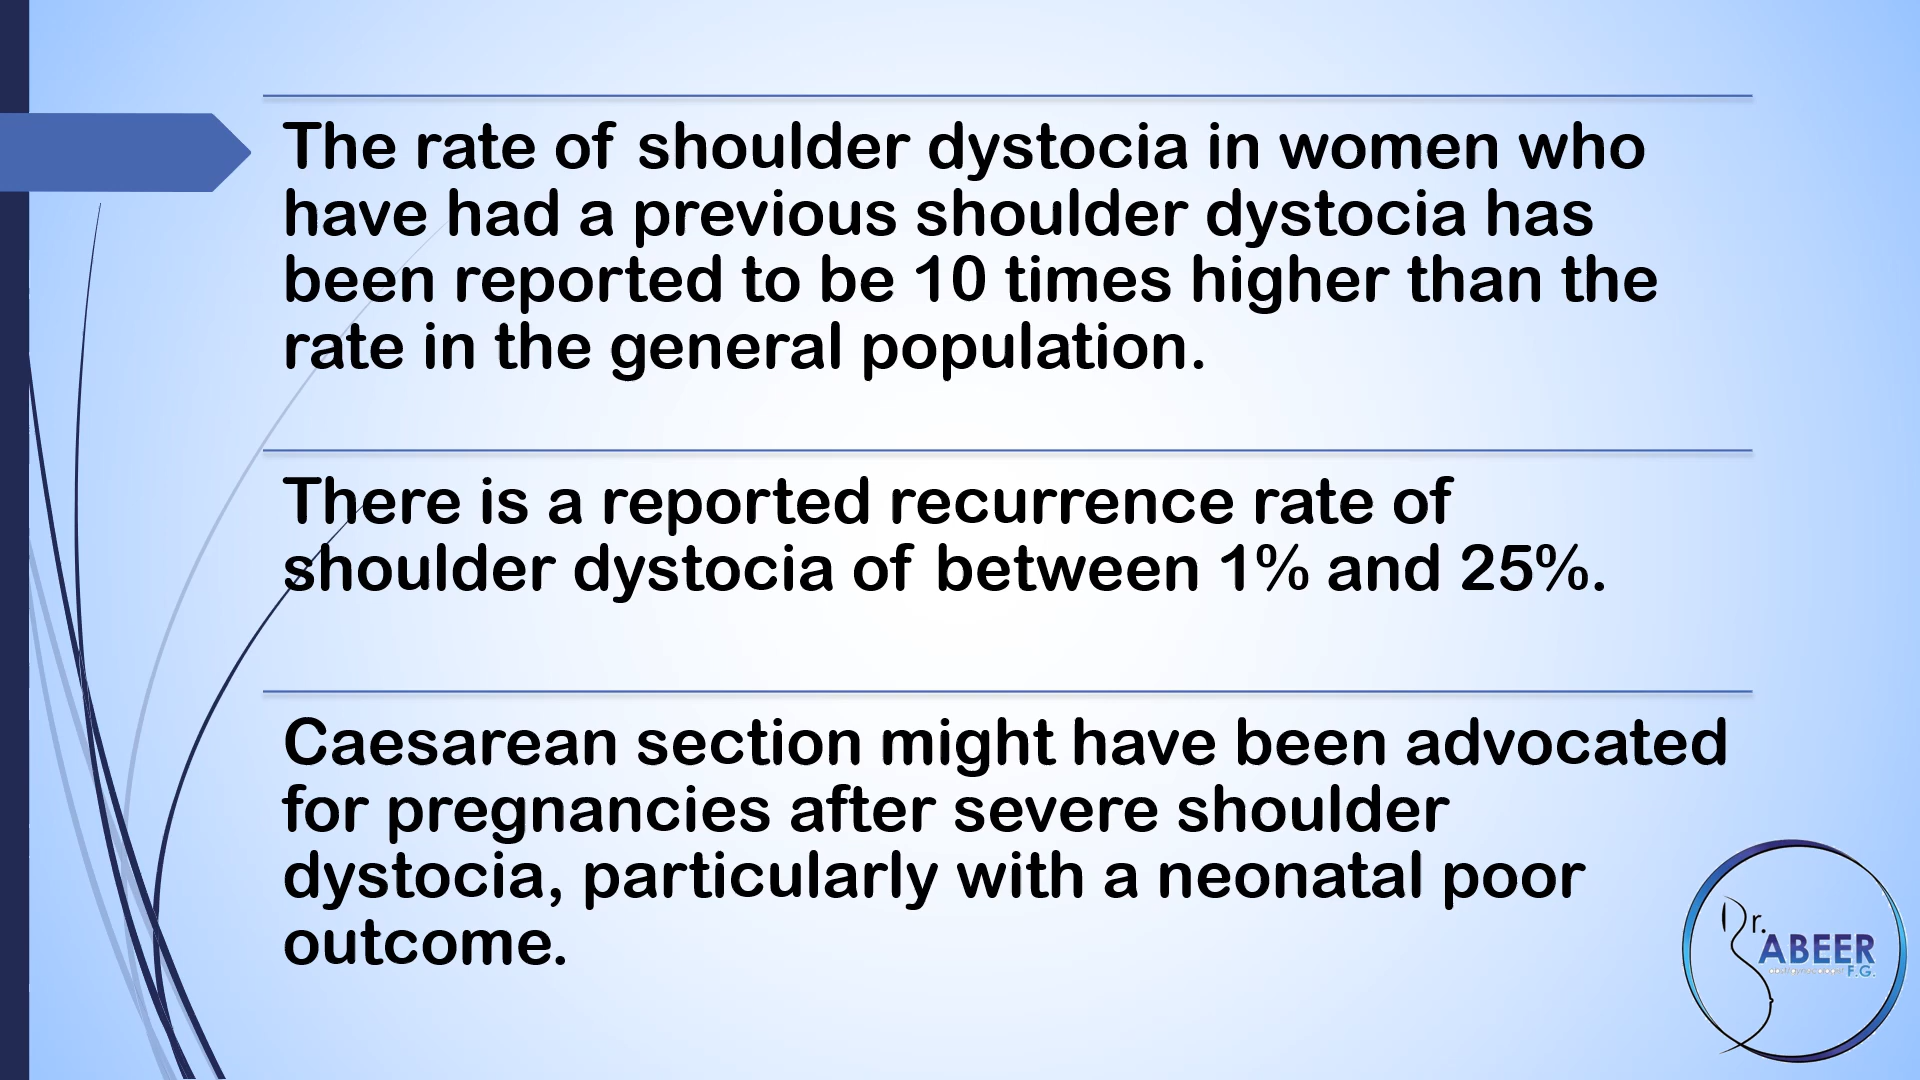 The rate of shoulder dystocia in women who
have had a previous shoulder dystocia has
been reported to be 10 times higher than the
rate in the general population.
There is a reported recurrence rate of
shoulder dystocia of between 1% and 25%.
Caesarean section might have been advocated
for pregnancies after severe shoulder
dystocia, particularly with a neonatal poor
outcome.
Dr.
ABEER
F.G.